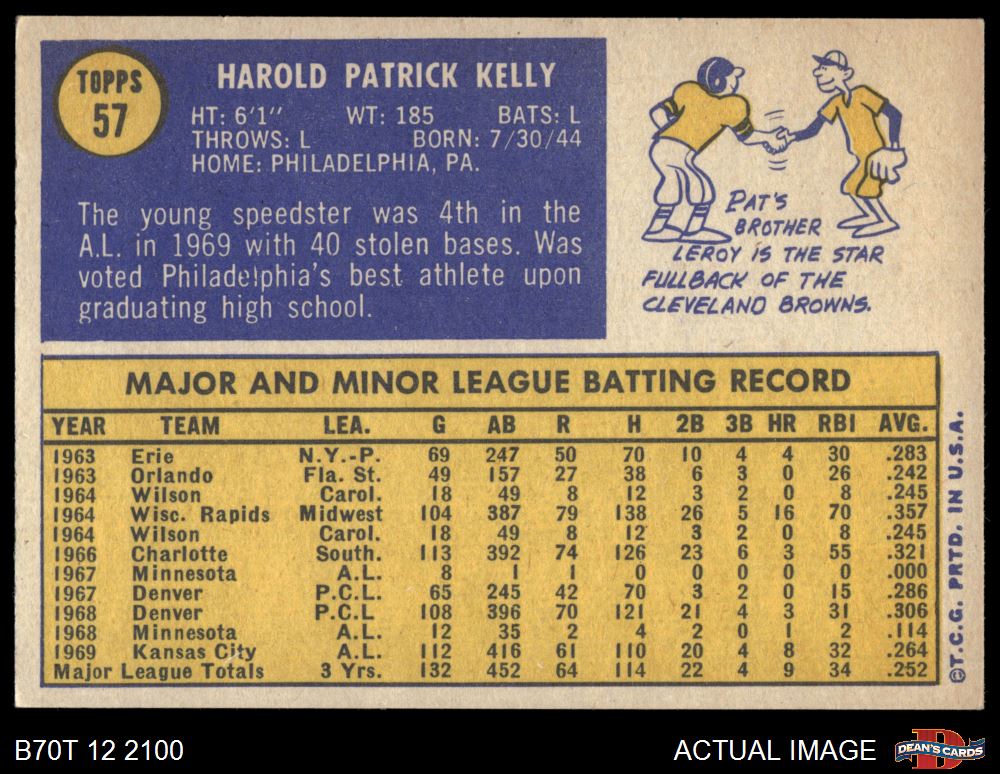 TOPPS
57
HAROLD PATRICK KELLY
HT: 6'1" WT: 185 BATS: L
THROWS: L BORN: 7/30/44
HOME: PHILADELPHIA, PA.
The young speedster was 4th in the
A.L. in 1969 with 40 stolen bases. Was
voted Philadelphia's best athlete upon
graduating high school.
PAT'S
BROTHER
LEROY IS THE STAR
FULLBACK OF THE
CLEVELAND BROWNS.
MAJOR AND MINOR LEAGUE BATTING RECORD
YEAR TEAM LEA. G AB R H 2B 3B HR RBI AVG.
1963 Erie N.Y.-P. 69 247 50 70 10 4 4 30 .283
1963 Orlando Fla. St. 49 157 27 38 6 3 0 26 .242
1964 Wilson Carol. 18 49 8 12 3 2 0 8 .245
1964 Wisc. Rapids Midwest 104 387 79 138 26 5 16 70 .357
1964 Wilson Carol. 18 49 8 12 3 2 0 8 .245
1966 Charlotte South. 113 392 74 126 23 6 3 55 .321
1967 Minnesota A.L. 8 1 1 0 0 0 0 0 .000
1967 Denver P.C.L. 65 245 42 70 3 2 0 15 .286
1968 Denver P.C.L 108 396 70 121 21 4 3 31 .306
1968 Minnesota A.L. 12 35 2 4 2 0 1 2 .114
1969 Kansas City A.L. 112 416 61 110 20 4 8 32 .264
Major League Totals 3 Yrs. 132 452 64 114 22 4 9 34 .252
©T.C.G. PRTD. IN U.S.A.
B70T 12 2100
ACTUAL IMAGE
D
DEAN'S CARDS